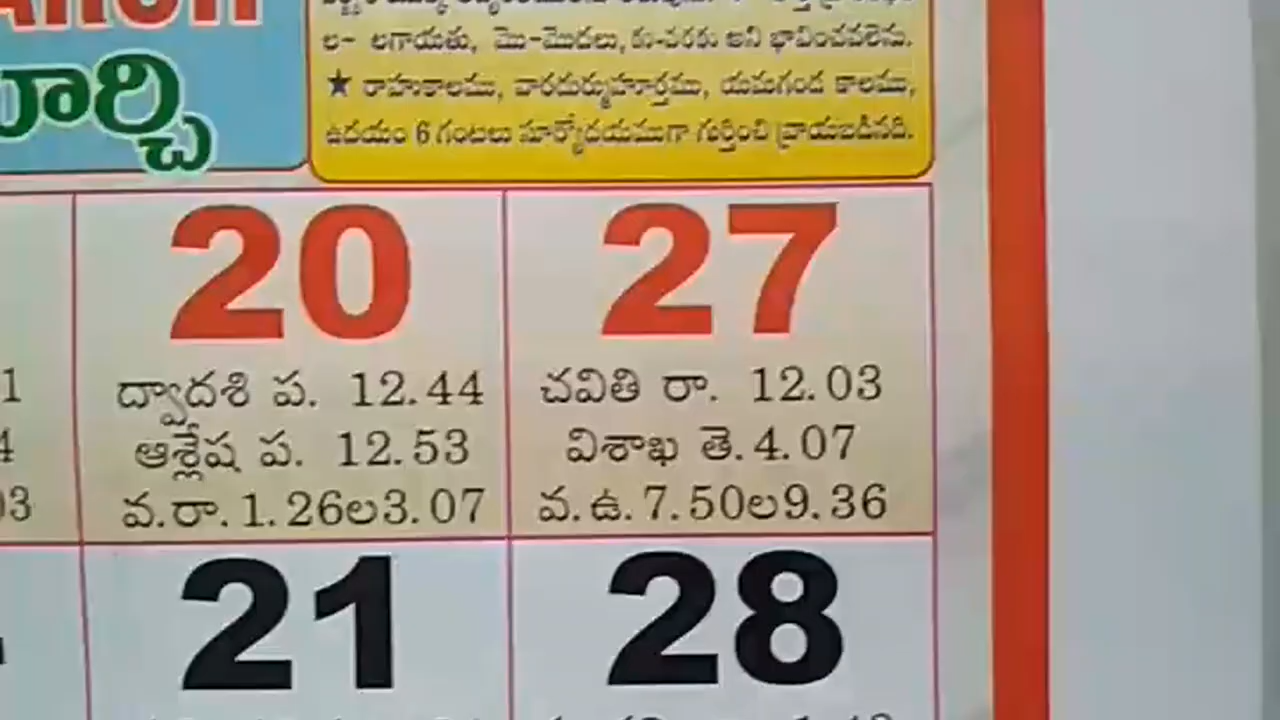 మార్చి
ల- లగాయతు, మొ-మొదలు, కు-వరకు అని భావించవలెను.
★ రాహుకాలము, వారదుర్ముహూర్తము, యమగండ కాలము,
ఉదయం 6 గంటలు సూర్యోదయముగా గుర్తించి వ్రాయబడినది.
20
ద్వాదశి ప. 12.44
ఆశ్లేష ప. 12.53
వ.రా.1.26ల3.07
27
చవితి రా. 12.03
విశాఖ తె.4.07
వ.ఉ.7.50ల9.36
21
28